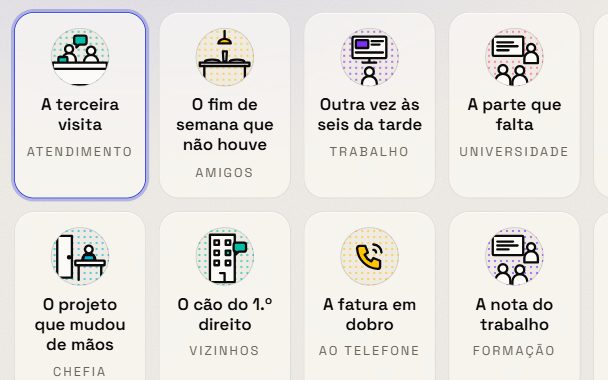 A terceira
visita
ATENDIMENTO
O fim de
semana que
não houve
AMIGOS
Outra vez às
seis da tarde
TRABALHO
A parte que
falta
UNIVERSIDADE
O projeto
que mudou
de mãos
CHEFIA
O cão do 1.º
direito
VIZINHOS
A fatura em
dobro
AO TELEFONE
A nota do
trabalho
FORMAÇÃO